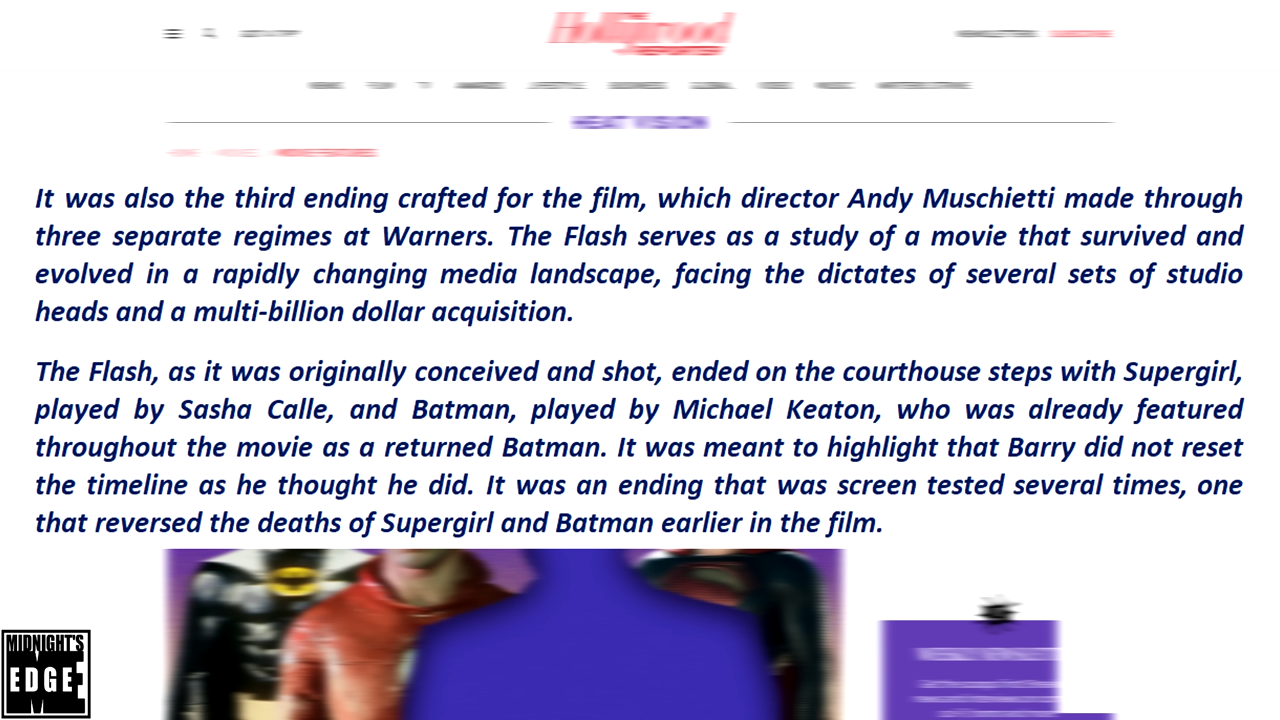 Hollywood
REPORTER
HEAT VISION
It was also the third ending crafted for the film, which director Andy Muschietti made through
three separate regimes at Warners. The Flash serves as a study of a movie that survived and
evolved in a rapidly changing media landscape, facing the dictates of several sets of studio
heads and a multi-billion dollar acquisition.
The Flash, as it was originally conceived and shot, ended on the courthouse steps with Supergirl,
played by Sasha Calle, and Batman, played by Michael Keaton, who was already featured
throughout the movie as a returned Batman. It was meant to highlight that Barry did not reset
the timeline as he thought he did. It was an ending that was screen tested several times, one
that reversed the deaths of Supergirl and Batman earlier in the film.
MIDNIGHT'S
EDGE